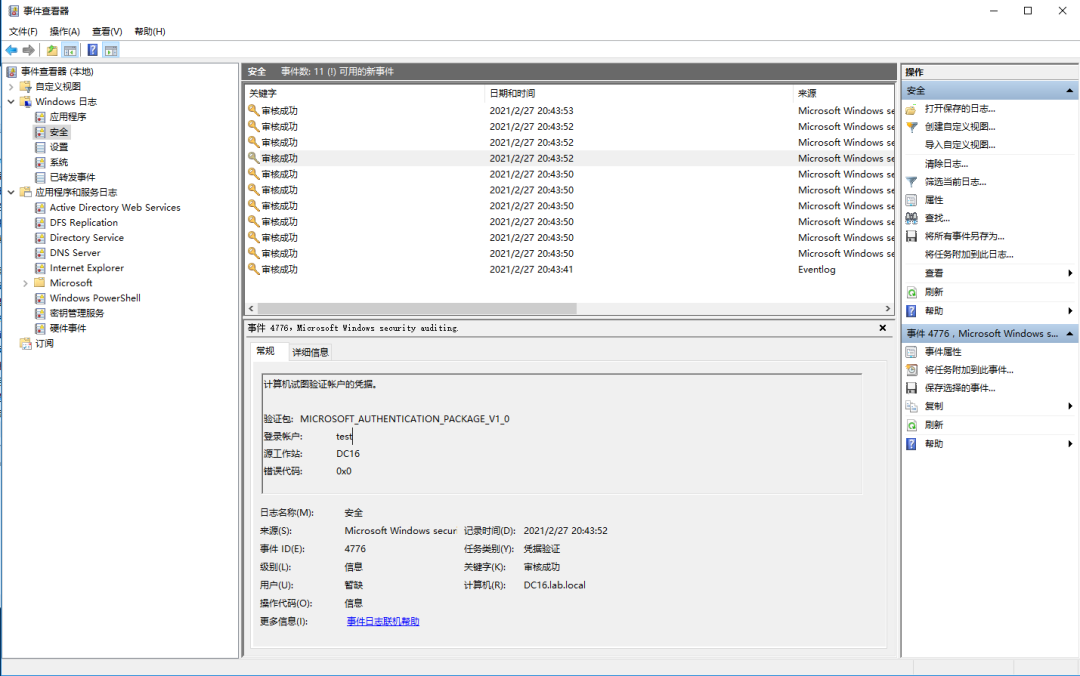 事件查看器
文件(F) 操作(A) 查看(V) 帮助(H)
事件查看器 (本地)
自定义视图
Windows 日志
应用程序
安全
设置
系统
已转发事件
应用程序和服务日志
Active Directory Web Services
DFS Replication
Directory Service
DNS Server
Internet Explorer
Microsoft
Windows PowerShell
密钥管理服务
硬件事件
订阅
安全 事件数: 11 (!) 可用的新事件
关键字 日期和时间 来源
审核成功 2021/2/27 20:43:53 Microsoft Windows se
审核成功 2021/2/27 20:43:52 Microsoft Windows se
审核成功 2021/2/27 20:43:52 Microsoft Windows se
审核成功 2021/2/27 20:43:52 Microsoft Windows se
审核成功 2021/2/27 20:43:50 Microsoft Windows se
审核成功 2021/2/27 20:43:50 Microsoft Windows se
审核成功 2021/2/27 20:43:50 Microsoft Windows se
审核成功 2021/2/27 20:43:50 Microsoft Windows se
审核成功 2021/2/27 20:43:50 Microsoft Windows se
审核成功 2021/2/27 20:43:50 Microsoft Windows se
审核成功 2021/2/27 20:43:41 Eventlog
事件 4776，Microsoft Windows security auditing.
常规 详细信息
计算机试图验证帐户的凭据。
验证包: MICROSOFT_AUTHENTICATION_PACKAGE_V1_0
登录帐户: test
源工作站: DC16
错误代码: 0x0
日志名称(M): 安全
来源(S): Microsoft Windows securi 记录时间(D): 2021/2/27 20:43:52
事件 ID(E): 4776 任务类别(Y): 凭据验证
级别(L): 信息 关键字(K): 审核成功
用户(U): 暂缺 计算机(R): DC16.lab.local
操作代码(O): 信息
更多信息(I): 事件日志联机帮助
操作
安全
打开保存的日志...
创建自定义视图...
导入自定义视图...
清除日志...
筛选当前日志...
属性
查找...
将所有事件另存为...
将任务附加到此日志...
查看
刷新
帮助
事件 4776，Microsoft Windows s...
事件属性
将任务附加到此事件...
保存选择的事件...
复制
刷新
帮助